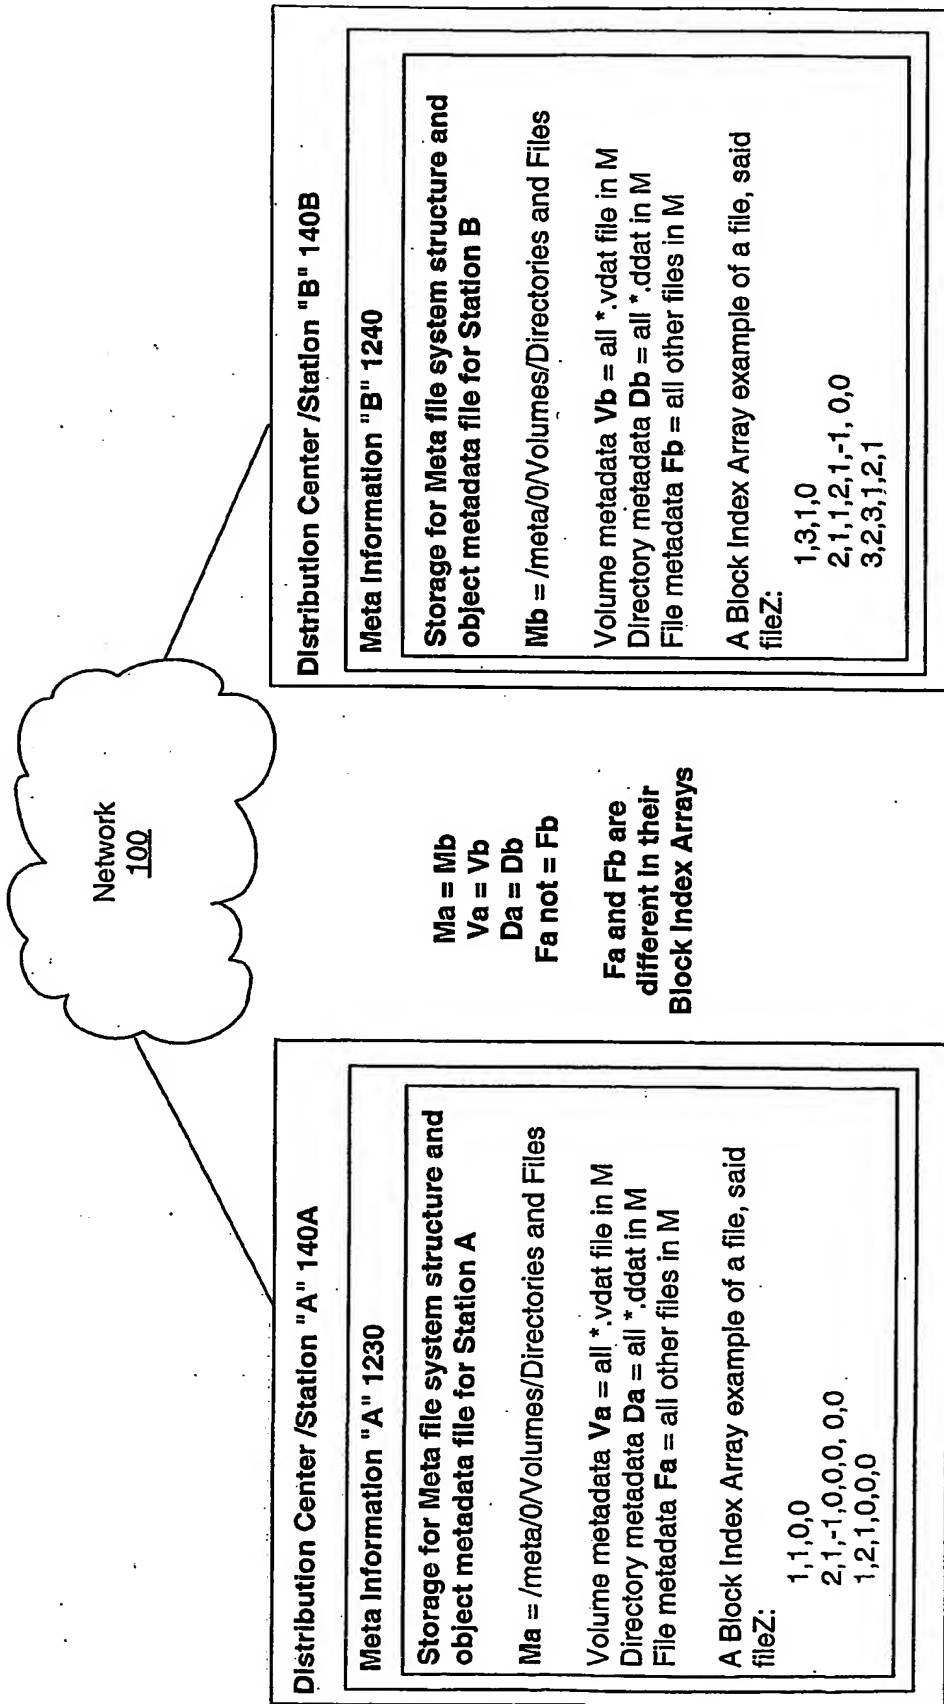 Network
100
Distribution Center /Station "A" 140A
Meta Information "A" 1230
Storage for Meta file system structure and
object metadata file for Station A
Ma = /meta/0/Volumes/Directories and Files
Volume metadata Va = all *.vdat file in M
Directory metadata Da = all *.ddat in M
File metadata Fa = all other files in M
A Block Index Array example of a file, said
fileZ:
1,1,0,0
2,1,-1,0,0,0, 0,0
1,2,1,0,0,0
Ma = Mb
Va = Vb
Da = Db
Fa not = Fb
Fa and Fb are
different in their
Block Index Arrays
Distribution Center /Station "B" 140B
Meta Information "B" 1240
Storage for Meta file system structure and
object metadata file for Station B
Mb = /meta/0/Volumes/Directories and Files
Volume metadata Vb = all *.vdat file in M
Directory metadata Db = all *.ddat in M
File metadata Fb = all other files in M
A Block Index Array example of a file, said
fileZ:
1,3,1,0
2,1,1,2,1,-1, 0,0
3,2,3,1,2,1